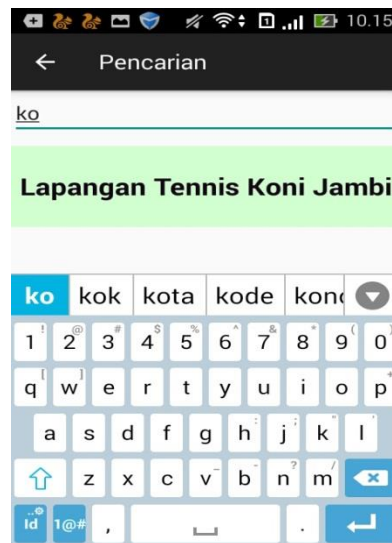 10.15
Pencarian
ko
Lapangan Tennis Koni Jambi
ko kok kota kode
1 ! 2 @ 3 # 4 $ 5 % 6 ^ 7 & 8 * 9 ( 0 )
q [ w ] e r t y u i o p +
a s d f g h : j ; k " l '
z x c v - b n ? m /
Id 1@# , .